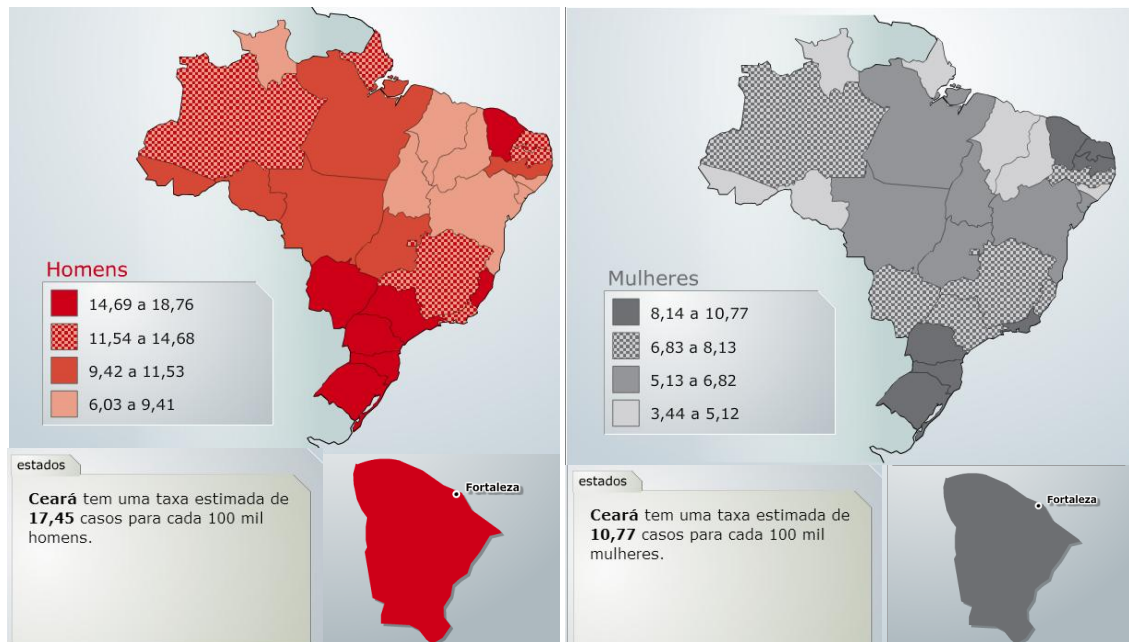 Homens
14,69 a 18,76
11,54 a 14,68
9,42 a 11,53
6,03 a 9,41
estados
Ceará tem uma taxa estimada de
17,45 casos para cada 100 mil
homens.
Fortaleza
Mulheres
8,14 a 10,77
6,83 a 8,13
5,13 a 6,82
3,44 a 5,12
estados
Ceará tem uma taxa estimada de
10,77 casos para cada 100 mil
mulheres.
Fortaleza